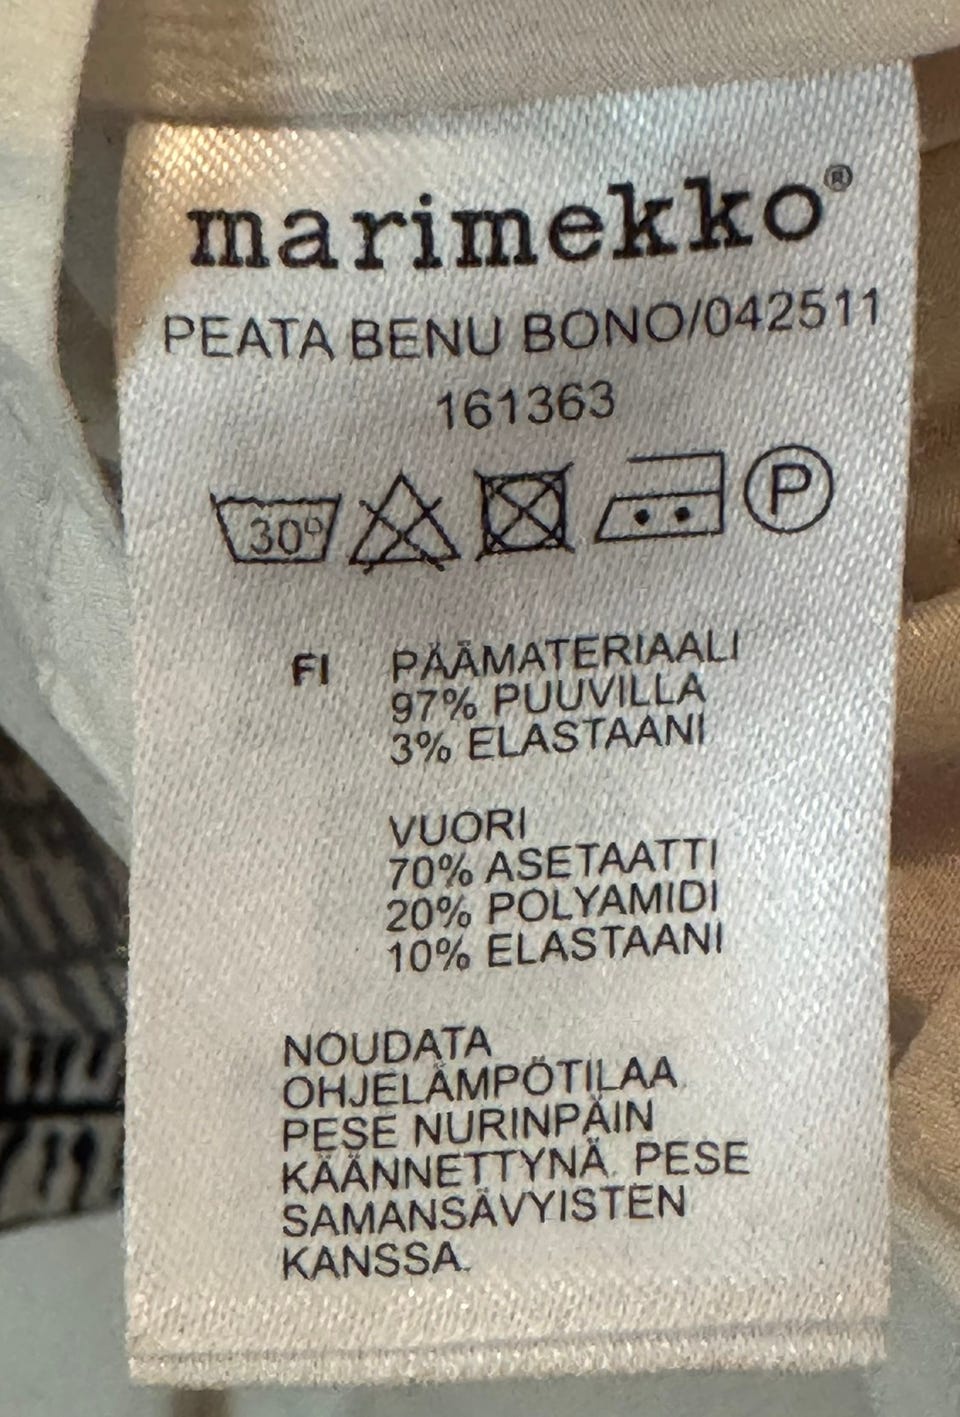 marimekko®
PEATA BENU BONO/042511
161363
30°
P
FI PÄÄMATERIAALI
97% PUUVILLA
3% ELASTAANI
VUORI
70% ASETAATTI
20% POLYAMIDI
10% ELASTAANI
NOUDATA
OHJELÄMPÖTILAA.
PESE NURINPÄIN
KÄÄNNETTYNÄ. PESE
SAMANSÄVYISTEN
KANSSA.